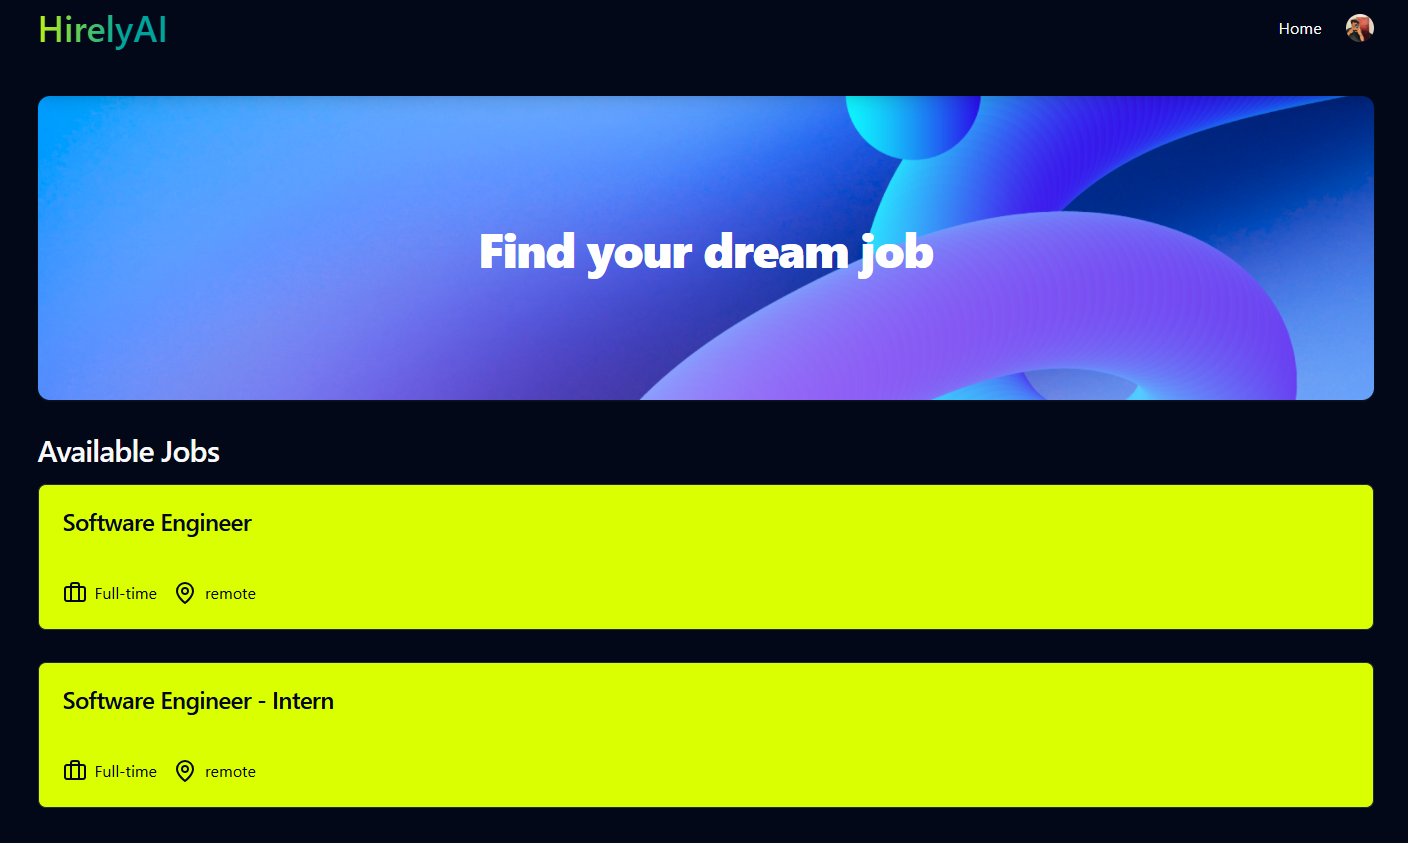 HirelyAI
Home
Find your dream job
Available Jobs
Software Engineer
Full-time remote
Software Engineer - Intern
Full-time remote